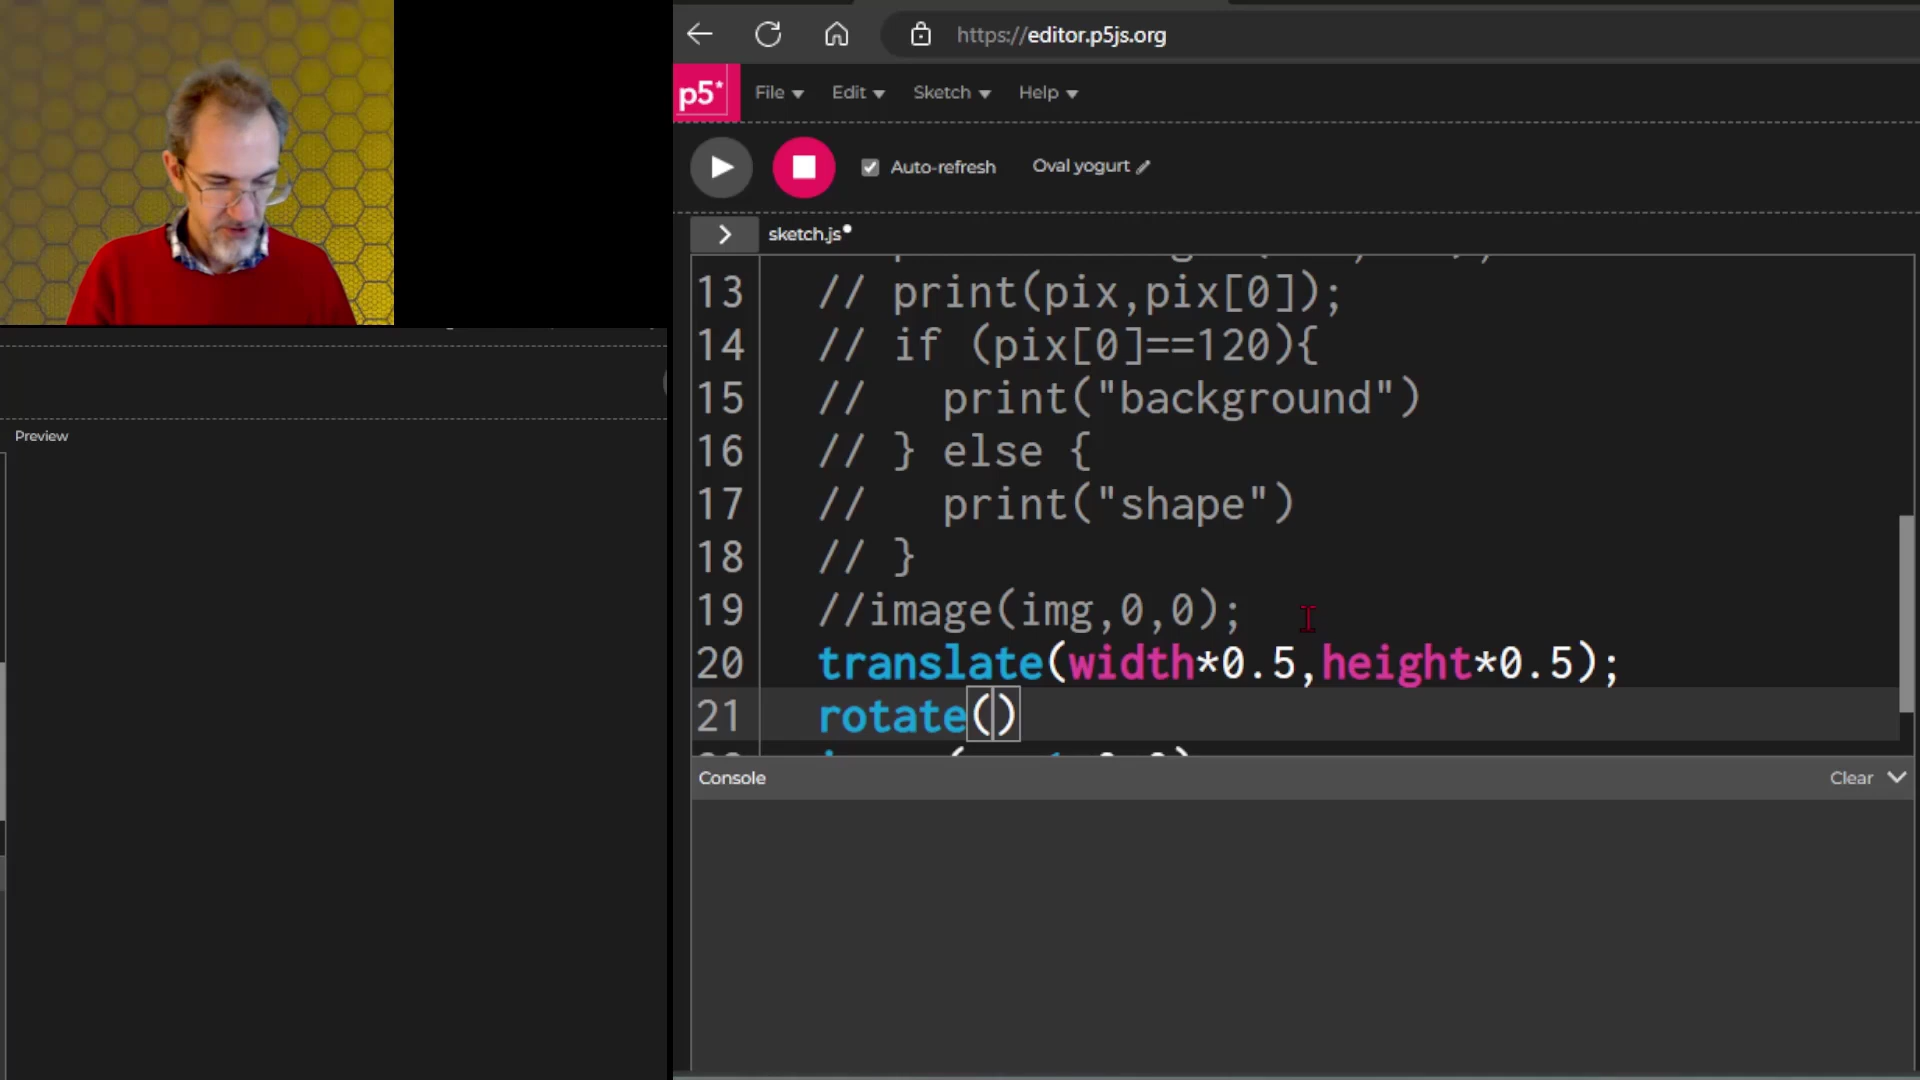 https://editor.p5js.org
p5*
File Edit Sketch Help
Auto-refresh Oval yogurt
sketch.js
13 // print(pix,pix[0]);
14 // if (pix[0]==120){
15 // print("background")
16 // } else {
17 // print("shape")
18 // }
19 //image(img,0,0);
20 translate(width*0.5,height*0.5);
21 rotate()
Console Clear
Preview